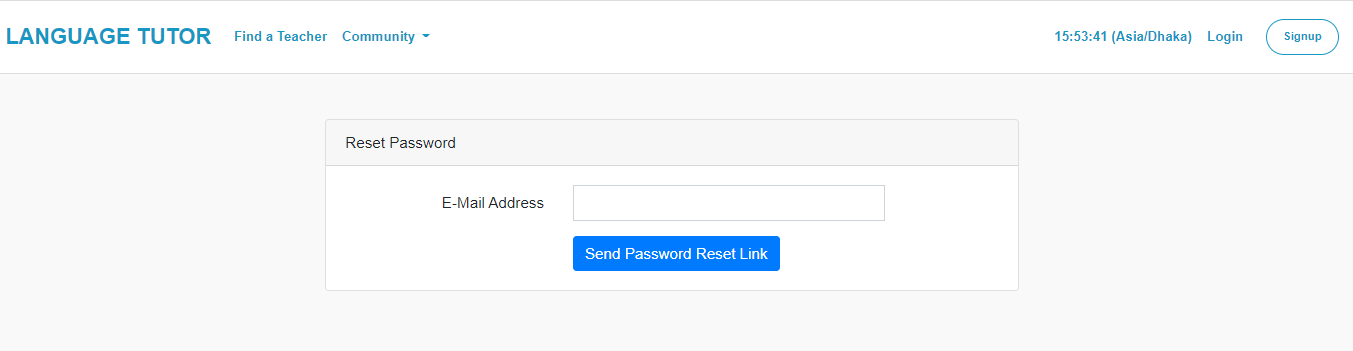 LANGUAGE TUTOR Find a Teacher Community 15:53:41 (Asia/Dhaka) Login Signup
Reset Password
E-Mail Address
Send Password Reset Link